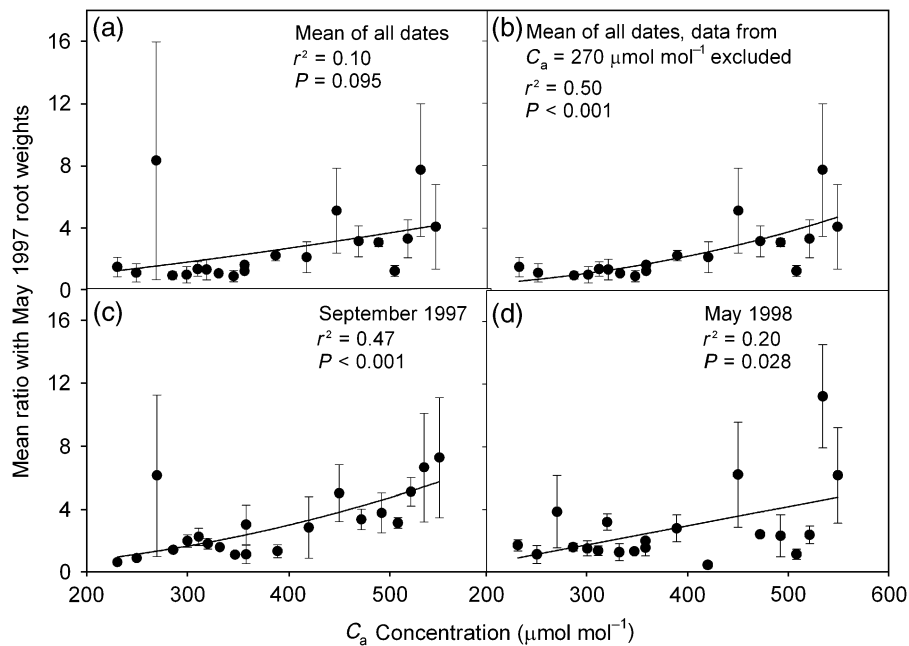 (a)
Mean of all dates
r² = 0.10
P = 0.095
(b)
Mean of all dates, data from
Cₐ = 270 μmol mol⁻¹ excluded
r² = 0.50
P < 0.001
(c)
September 1997
r² = 0.47
P < 0.001
(d)
May 1998
r² = 0.20
P = 0.028
Mean ratio with May 1997 root weights
16
12
8
4
0
16
12
8
4
0
200
300
400
500
200
300
400
500
600
Cₐ Concentration (μmol mol⁻¹)